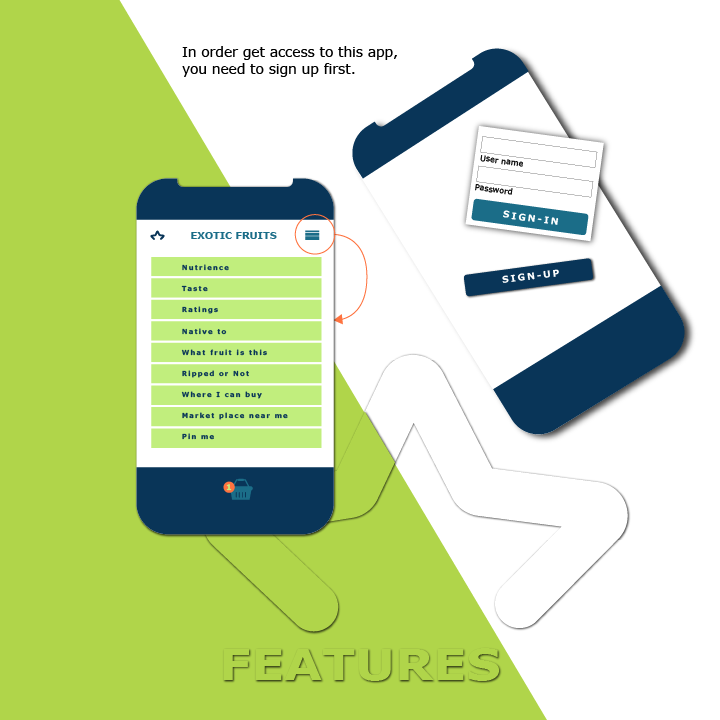 In order get access to this app,
you need to sign up first.
User name
Password
SIGN-IN
SIGN-UP
EXOTIC FRUITS
Nutrience
Taste
Ratings
Native to
What fruit is this
Ripped or Not
Where I can buy
Market place near me
Pin me
1
FEATURES